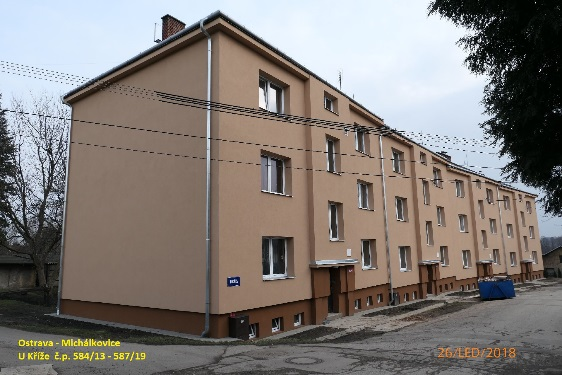 Ostrava - Michálkovice
U Kříže č.p. 584/13 - 587/19
26/LED/2018